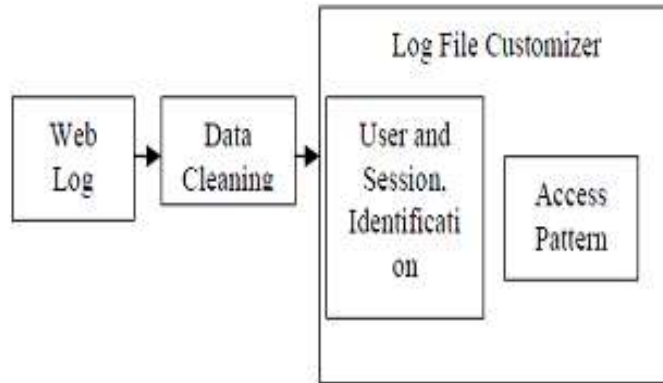 Log File Customizer
Web
Log
Data
Cleaning
User and
Session.
Identificati
on
Access
Pattern